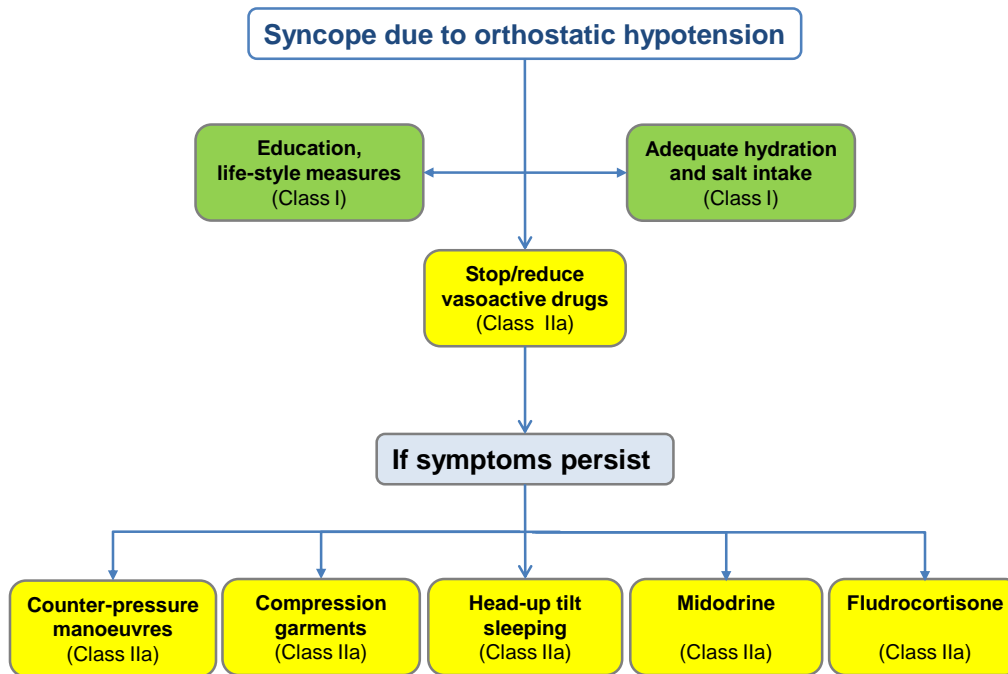 Syncope due to orthostatic hypotension
Education,
life-style measures
(Class I)
Adequate hydration
and salt intake
(Class I)
Stop/reduce
vasoactive drugs
(Class IIa)
If symptoms persist
Counter-pressure
manoeuvres
(Class IIa)
Compression
garments
(Class IIa)
Head-up tilt
sleeping
(Class IIa)
Midodrine
(Class IIa)
Fludrocortisone
(Class IIa)